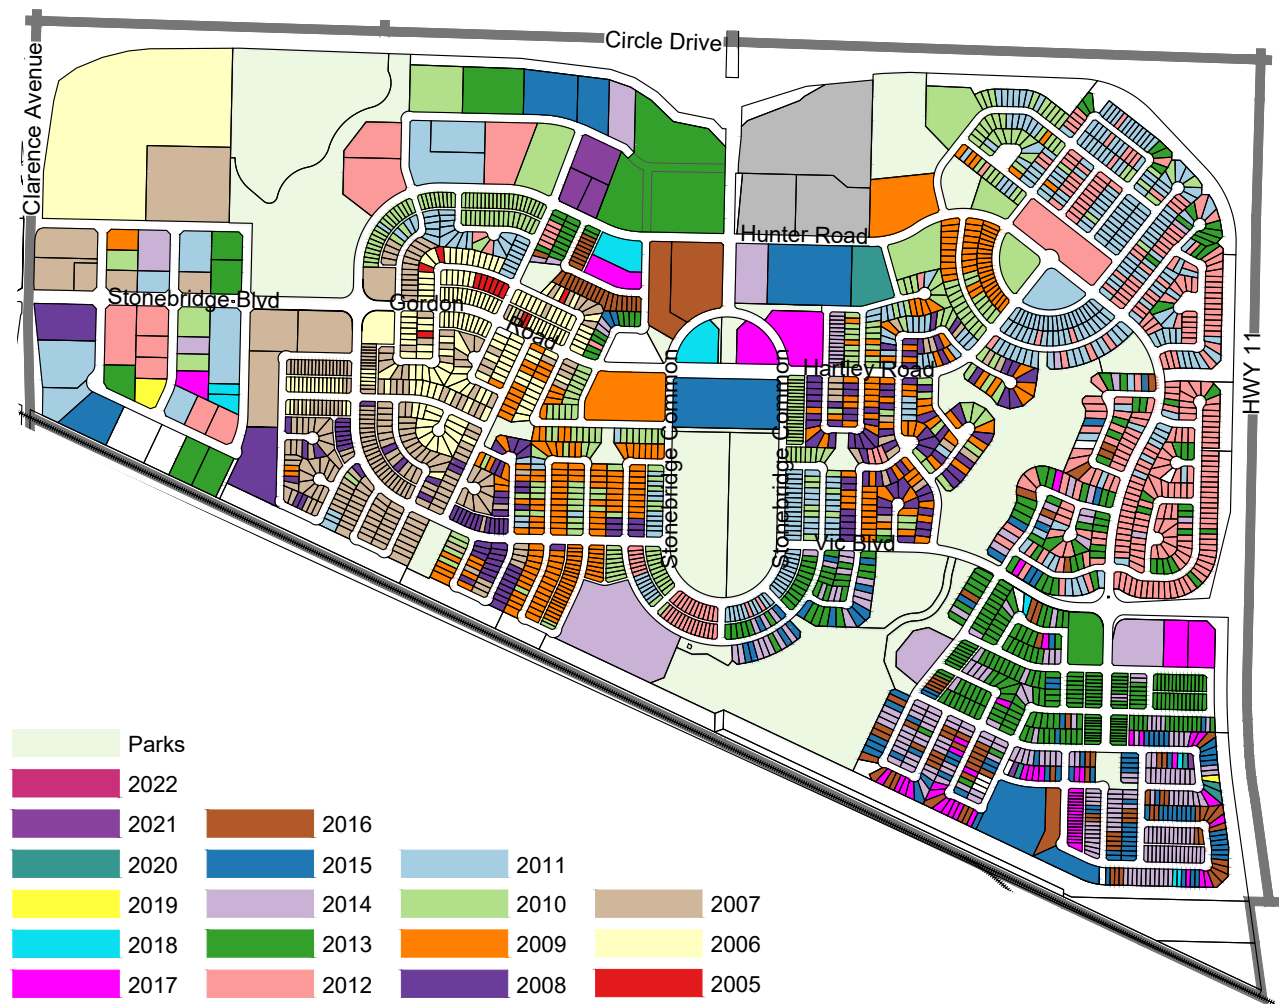 Circle Drive
Clarence Avenue
Hunter Road
Stonebridge Blvd
Gordon
Road
Hartley Road
HWY 11
Stonebridge Common
Stonebridge Common
Vic Blvd
Parks
2022
2021
2016
2020
2015
2011
2019
2014
2010
2007
2018
2013
2009
2006
2017
2012
2008
2005